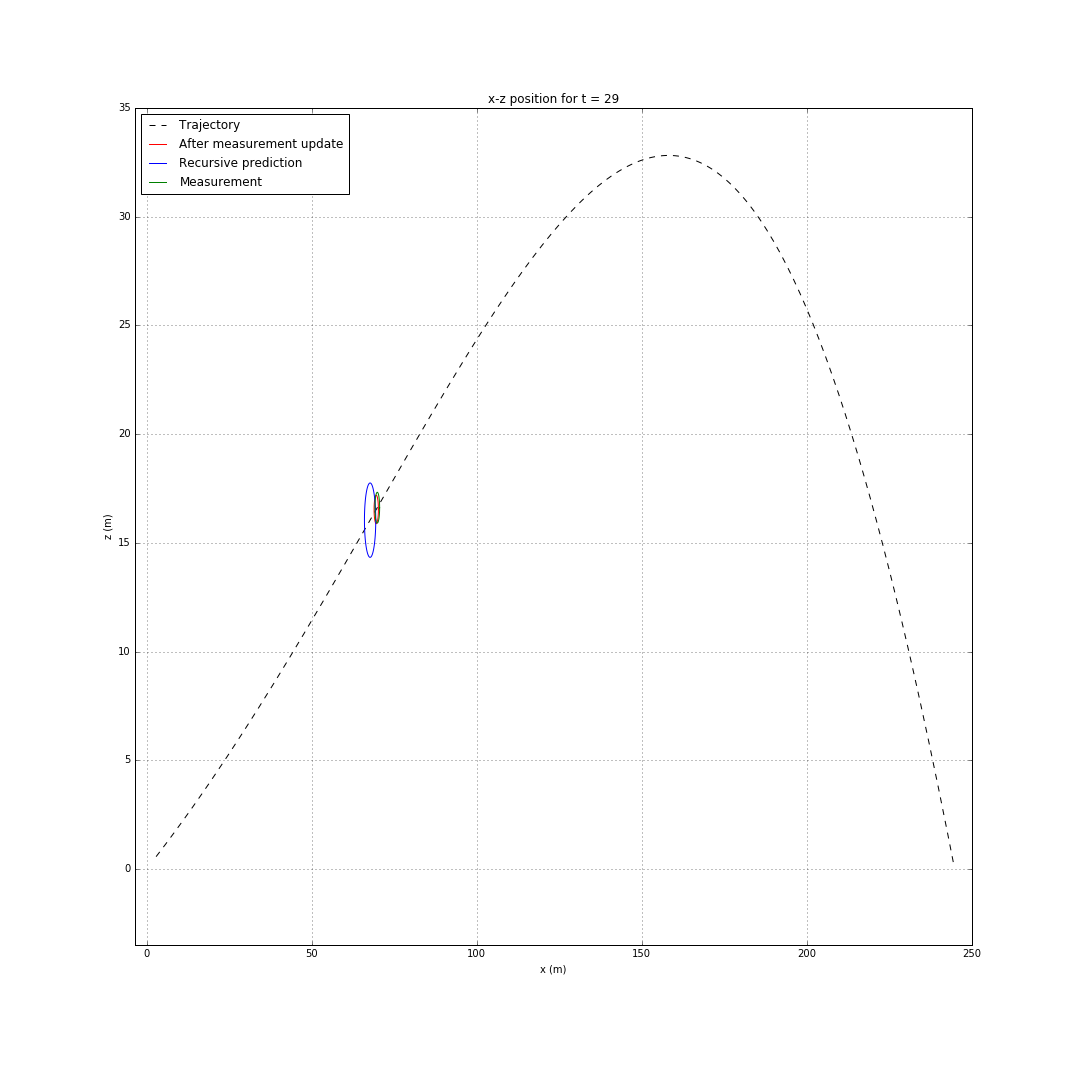 x-z position for t = 29
35
Trajectory
After measurement update
Recursive prediction
Measurement
30
25
20
z (m)
15
10
5
0
0 50 100 150 200 250
x (m)